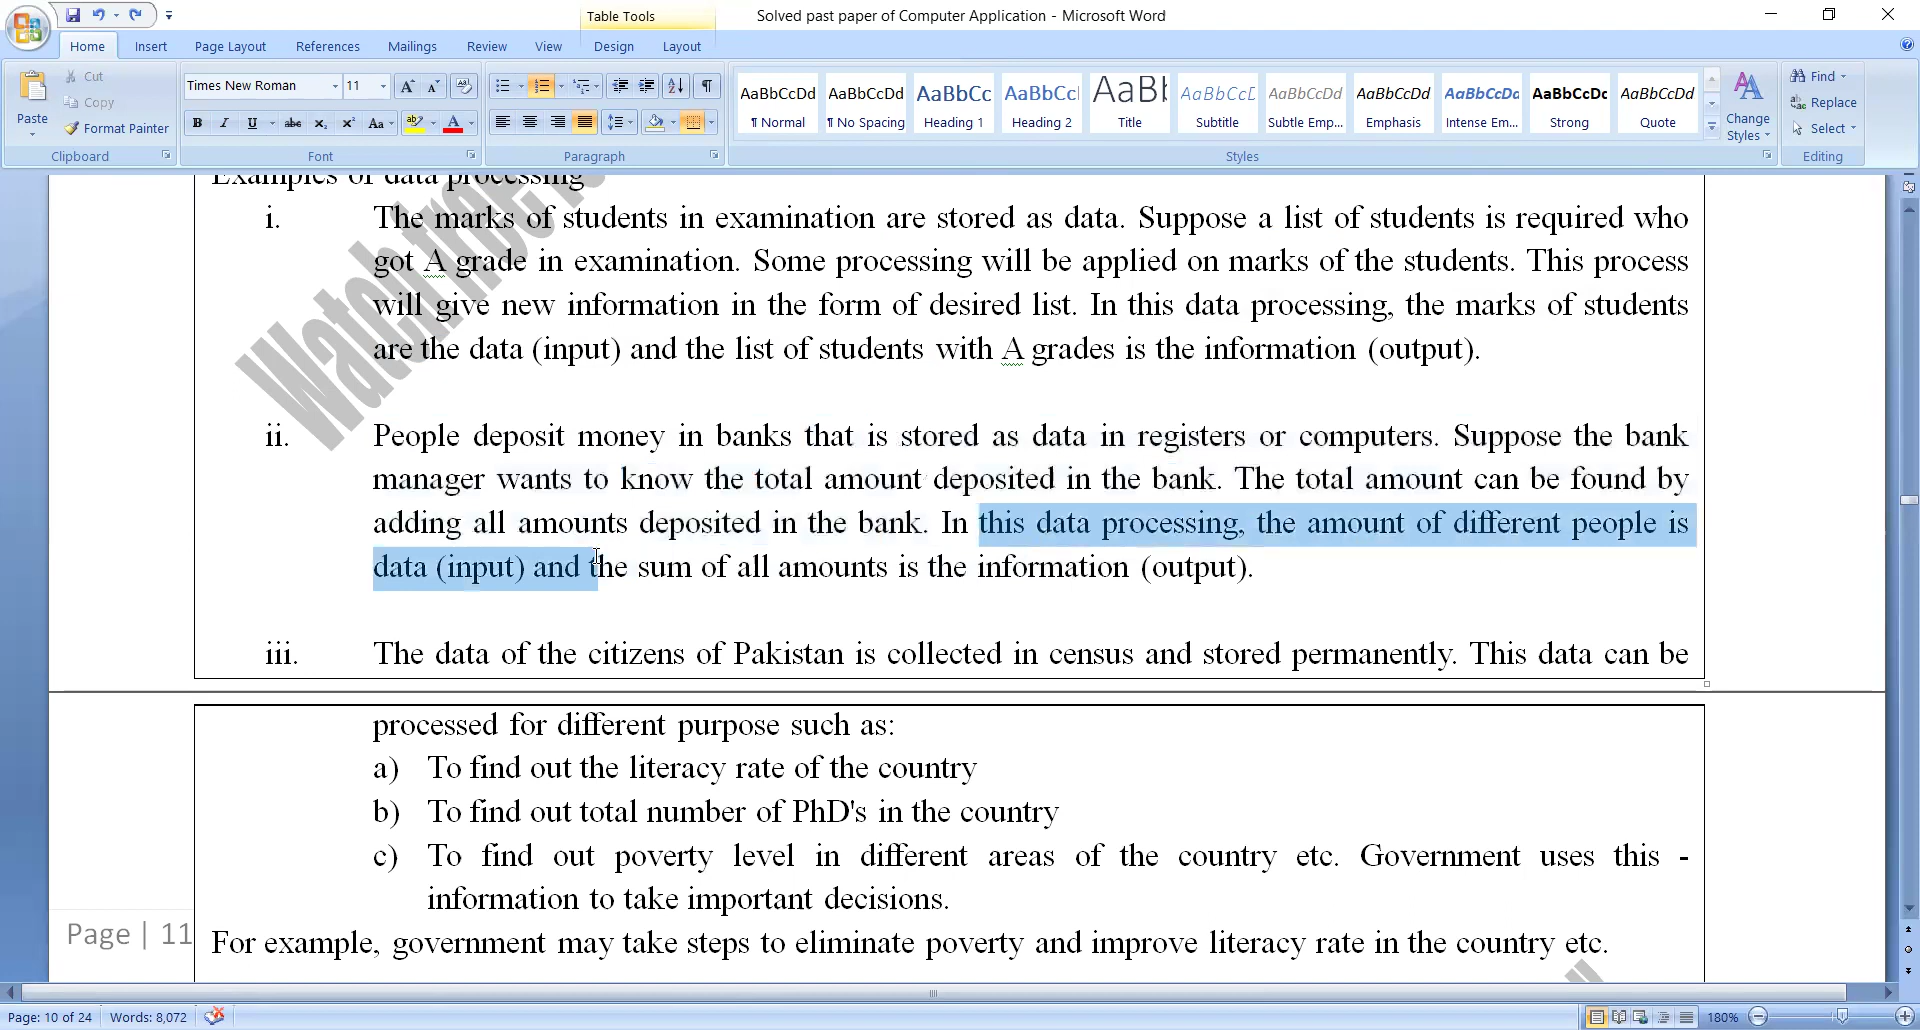 Table Tools
Solved past paper of Computer Application - Microsoft Word
Home Insert Page Layout References Mailings Review View Design Layout
Paste
Cut
Copy
Format Painter
Clipboard
Times New Roman 11
B I U abc x₂ x² Aa A
Font
Paragraph
AaBbCcDd AaBbCcDd AaBbCc AaBbCcI AaBb AaBbCcL AaBbCcDd AaBbCcDd AaBbCcDd AaBbCcDd AaBbCcDd
¶ Normal ¶ No Spacing Heading 1 Heading 2 Title Subtitle Subtle Emp... Emphasis Intense Em... Strong Quote
Change Styles
Styles
Find
Replace
Select
Editing
Examples of data processing
i. The marks of students in examination are stored as data. Suppose a list of students is required who
got A grade in examination. Some processing will be applied on marks of the students. This process
will give new information in the form of desired list. In this data processing, the marks of students
are the data (input) and the list of students with A grades is the information (output).
ii. People deposit money in banks that is stored as data in registers or computers. Suppose the bank
manager wants to know the total amount deposited in the bank. The total amount can be found by
adding all amounts deposited in the bank. In this data processing, the amount of different people is
data (input) and the sum of all amounts is the information (output).
iii. The data of the citizens of Pakistan is collected in census and stored permanently. This data can be
processed for different purpose such as:
a) To find out the literacy rate of the country
b) To find out total number of PhD's in the country
c) To find out poverty level in different areas of the country etc. Government uses this -
information to take important decisions.
Page | 11
For example, government may take steps to eliminate poverty and improve literacy rate in the country etc.
Page: 10 of 24 Words: 8,072 180%